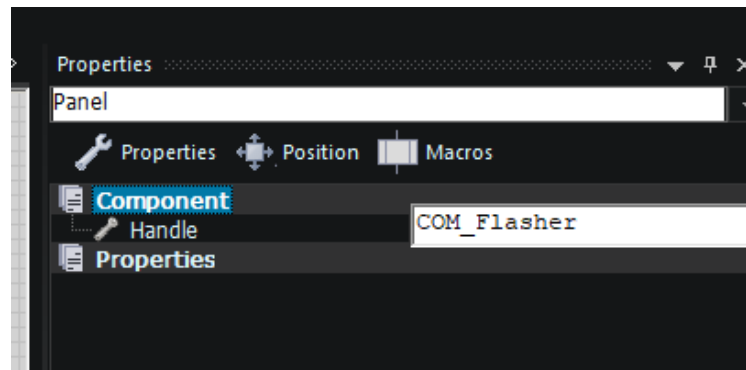 Properties
Panel
Properties Position Macros
Component
Handle COM_Flasher
Properties